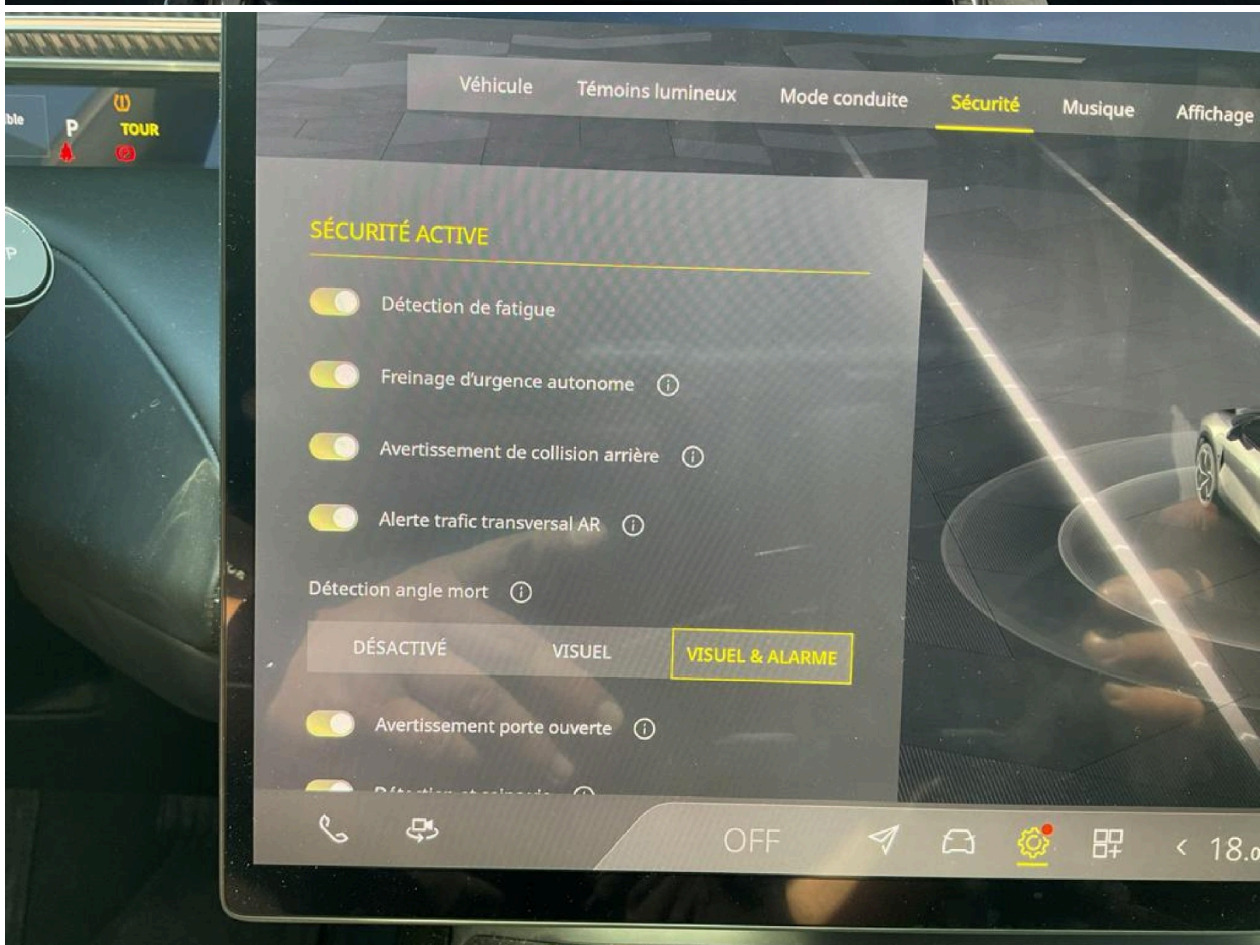 Véhicule Témoins lumineux Mode conduite Sécurité Musique Affichage
P
TOUR
SÉCURITÉ ACTIVE
Détection de fatigue
Freinage d'urgence autonome
Avertissement de collision arrière
Alerte trafic transversal AR
Détection angle mort
DÉSACTIVÉ VISUEL VISUEL & ALARME
Avertissement porte ouverte
OFF
< 18.0